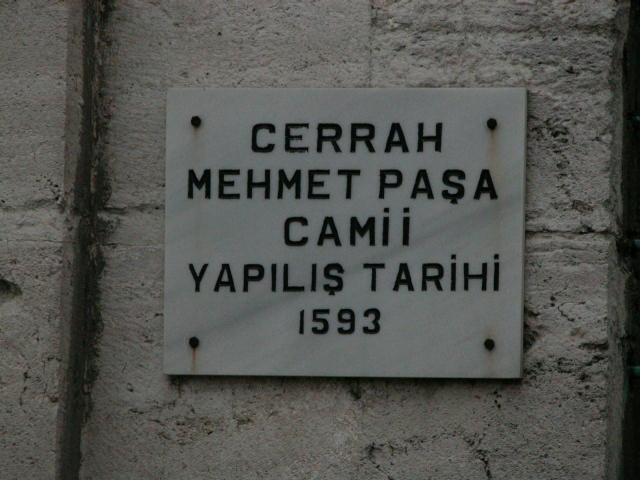 CERRAH
MEHMET PAŞA
CAMİİ
YAPILIŞ TARİHİ
1593